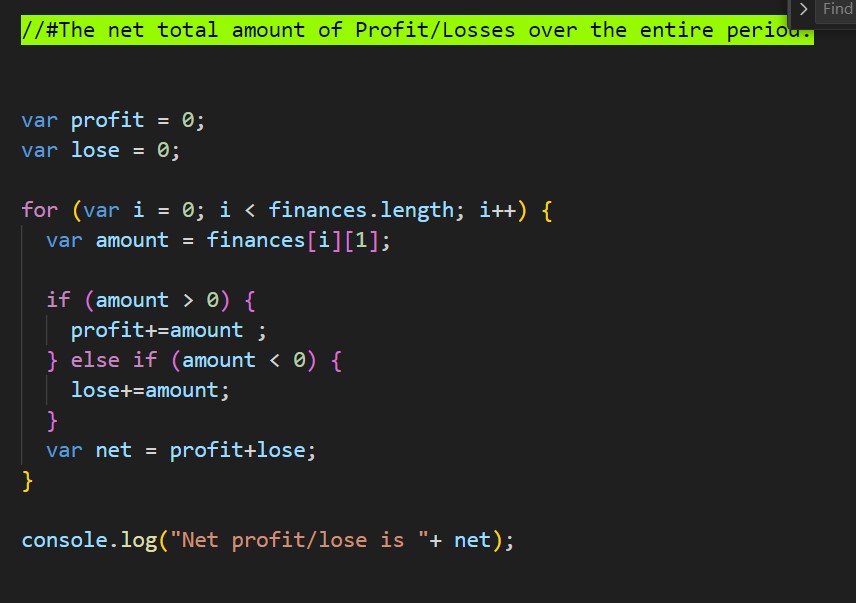 Find
//#The net total amount of Profit/Losses over the entire period.
var profit = 0;
var lose = 0;
for (var i = 0; i < finances.length; i++) {
var amount = finances[i][1];
if (amount > 0) {
profit+=amount ;
} else if (amount < 0) {
lose+=amount;
}
var net = profit+lose;
}
console.log("Net profit/lose is "+ net);